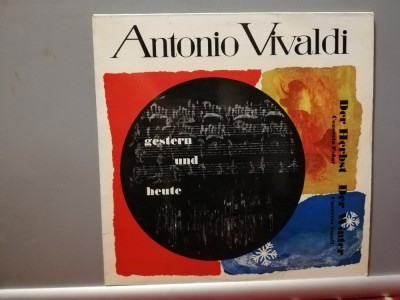 Antonio Vivaldi
gestern
und
heute
Der Herbst
Der Winter